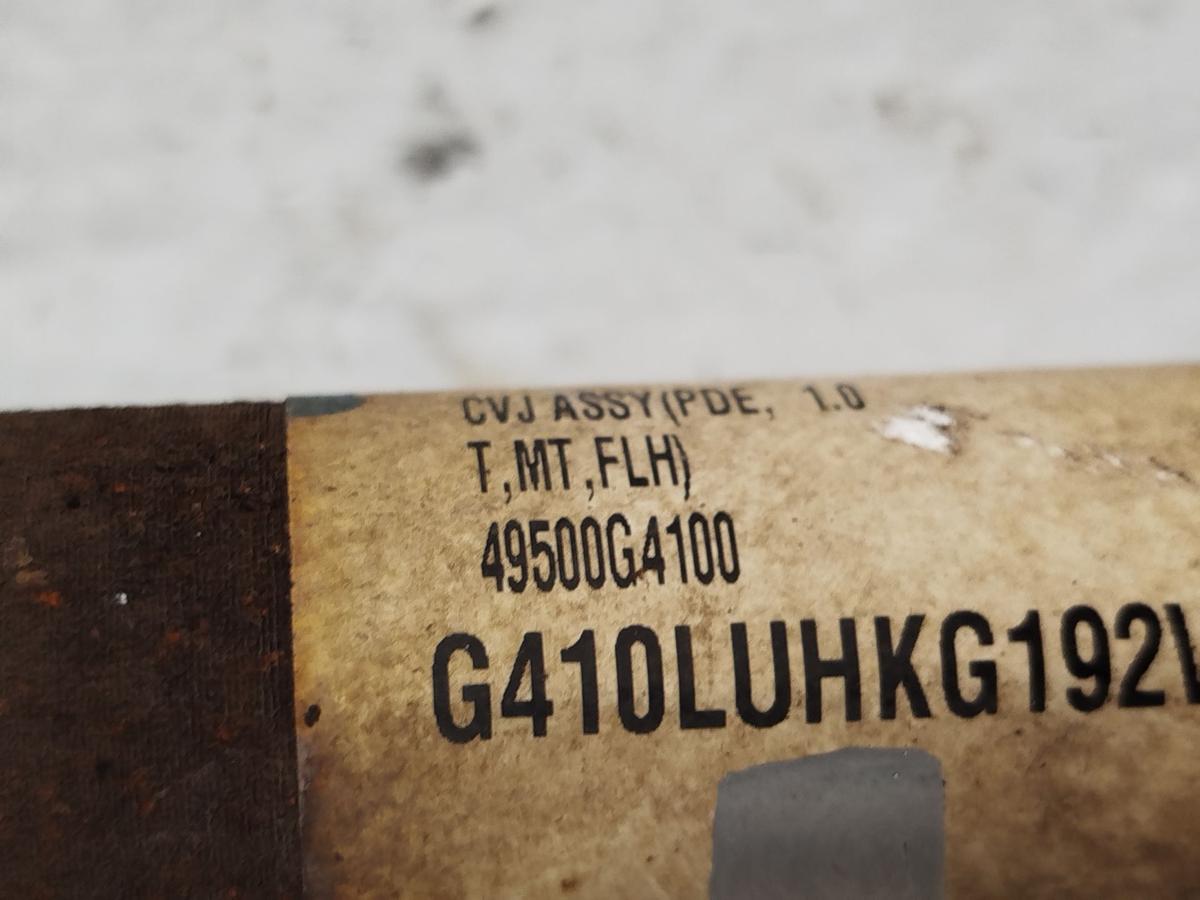 CVJ ASSY(PDE, 1.0
T,MT,FLH)
49500G4100
G410LUHKG192